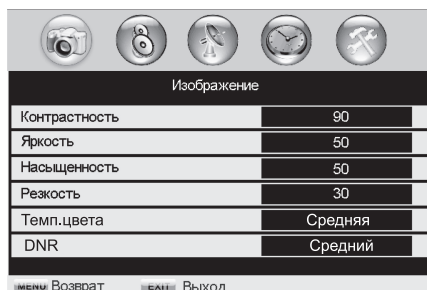 Изображение
Контрастность 90
Яркость 50
Насыщенность 50
Резкость 30
Темп.цвета Средняя
DNR Средний
MENU Возврат EXIT Выход